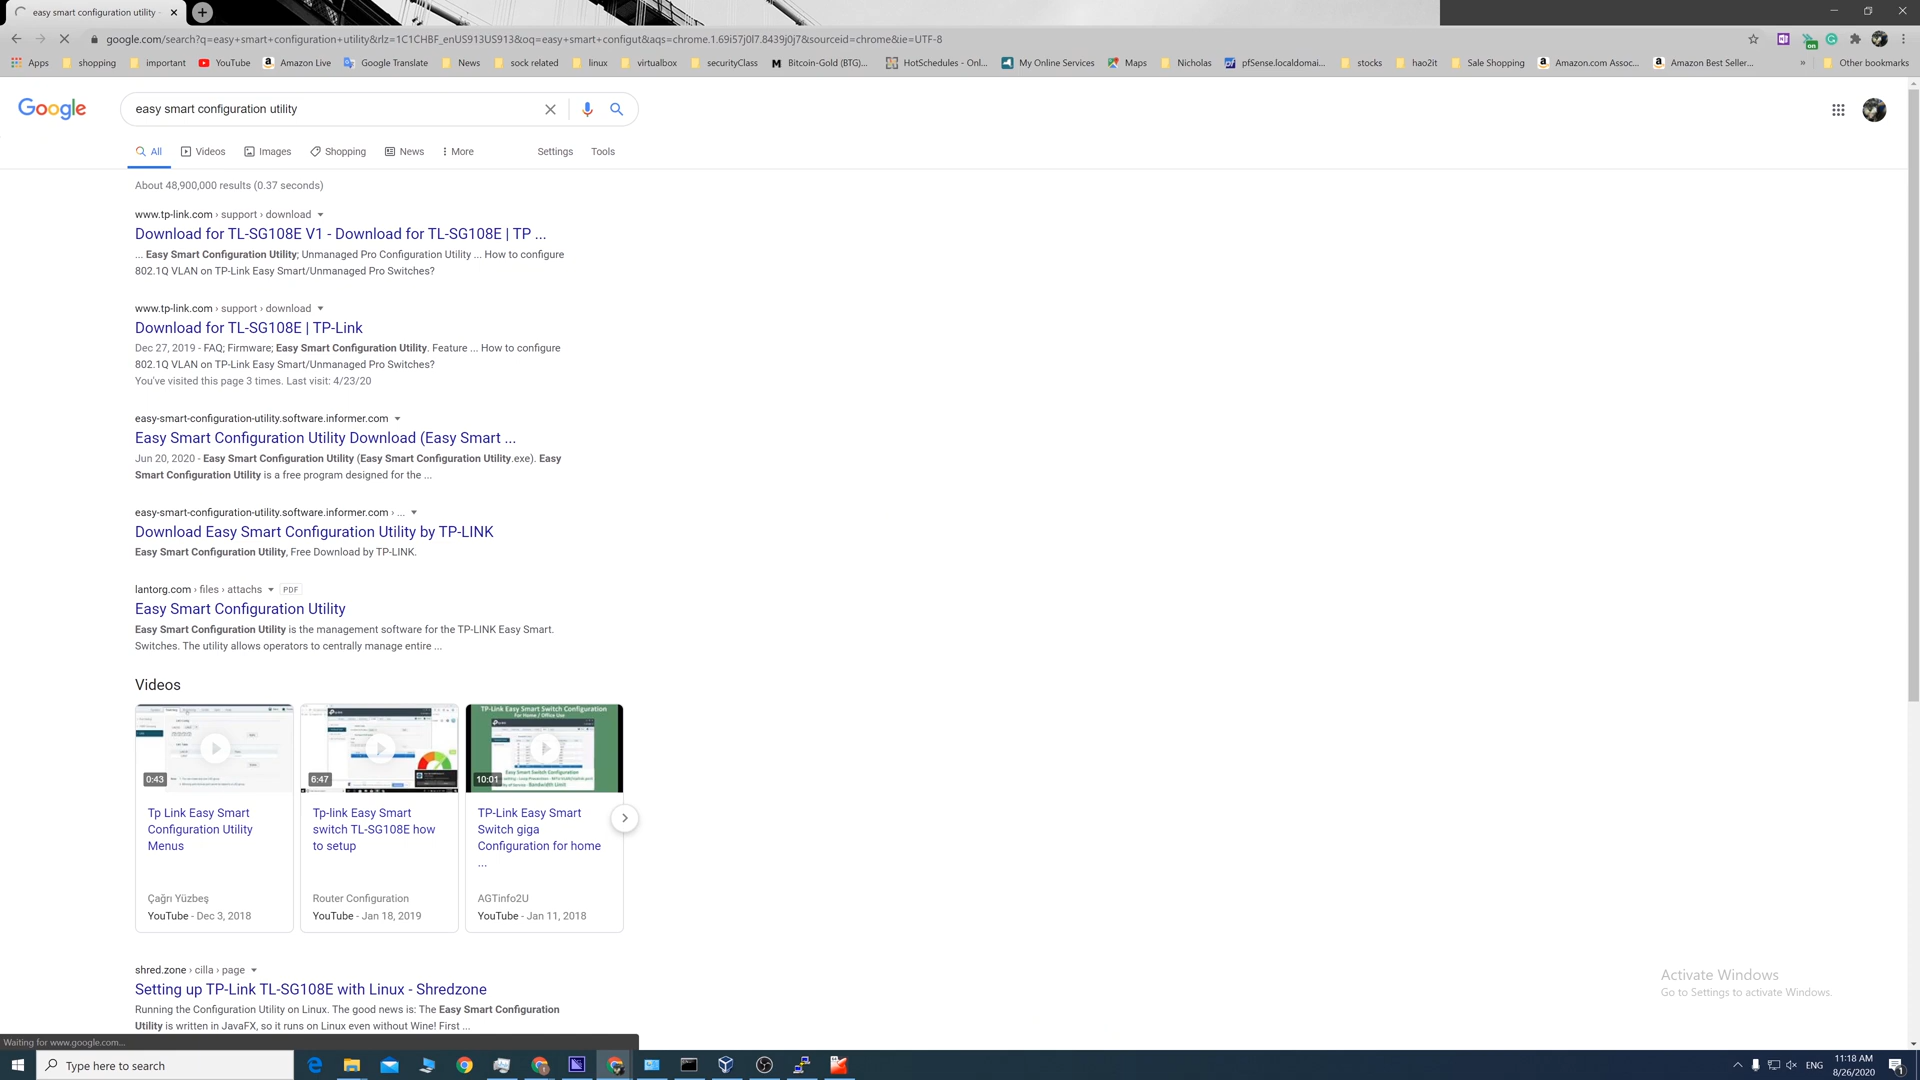 easy smart configuration utility
google.com/search?q=easy+smart+configuration+utility&rlz=1C1CHBF_enUS913US913&oq=easy+smart+configut&aqs=chrome.1.69i57j0l7.8439j0j7&sourceid=chrome&ie=UTF-8
Apps shopping important YouTube Amazon Live Google Translate News sock related linux virtualbox securityClass Bitcoin-Gold (BTG)... HotSchedules - Onl... My Online Services Maps Nicholas pfSense.localdomai... stocks hao2it Sale Shopping Amazon.com Assoc... Amazon Best Seller... » Other bookmarks
Google easy smart configuration utility
All Videos Images Shopping News More Settings Tools
About 48,900,000 results (0.37 seconds)
www.tp-link.com › support › download
Download for TL-SG108E V1 - Download for TL-SG108E | TP ...
... Easy Smart Configuration Utility; Unmanaged Pro Configuration Utility ... How to configure
802.1Q VLAN on TP-Link Easy Smart/Unmanaged Pro Switches?
www.tp-link.com › support › download
Download for TL-SG108E | TP-Link
Dec 27, 2019 - FAQ; Firmware; Easy Smart Configuration Utility. Feature ... How to configure
802.1Q VLAN on TP-Link Easy Smart/Unmanaged Pro Switches?
You've visited this page 3 times. Last visit: 4/23/20
easy-smart-configuration-utility.software.informer.com
Easy Smart Configuration Utility Download (Easy Smart ...
Jun 20, 2020 - Easy Smart Configuration Utility (Easy Smart Configuration Utility.exe). Easy
Smart Configuration Utility is a free program designed for the ...
easy-smart-configuration-utility.software.informer.com › ...
Download Easy Smart Configuration Utility by TP-LINK
Easy Smart Configuration Utility, Free Download by TP-LINK.
lantorg.com › files › attachs PDF
Easy Smart Configuration Utility
Easy Smart Configuration Utility is the management software for the TP-LINK Easy Smart.
Switches. The utility allows operators to centrally manage entire ...
Videos
TP-Link Easy Smart Switch Configuration
For Home / Office Use
Easy Smart Switch Configuration
Bandwidth Limit
0:43 6:47 10:01
Tp Link Easy Smart
Configuration Utility
Menus
Çağrı Yüzbeş
YouTube - Dec 3, 2018
Tp-link Easy Smart
switch TL-SG108E how
to setup
Router Configuration
YouTube - Jan 18, 2019
TP-Link Easy Smart
Switch giga
Configuration for home
...
AGTinfo2U
YouTube - Jan 11, 2018
shred.zone › cilla › page
Setting up TP-Link TL-SG108E with Linux - Shredzone
Running the Configuration Utility on Linux. The good news is: The Easy Smart Configuration
Utility is written in JavaFX, so it runs on Linux even without Wine! First ...
Activate Windows
Go to Settings to activate Windows.
Waiting for www.google.com...
Type here to search
ENG
11:18 AM
8/26/2020